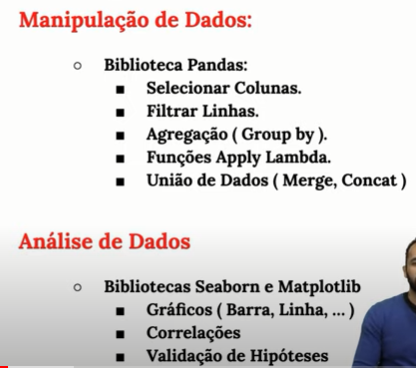 Manipulação de Dados:
Biblioteca Pandas:
Selecionar Colunas.
Filtrar Linhas.
Agregação ( Group by ).
Funções Apply Lambda.
União de Dados ( Merge, Concat )
Análise de Dados
Bibliotecas Seaborn e Matplotlib
Gráficos ( Barra, Linha, ... )
Correlações
Validação de Hipóteses